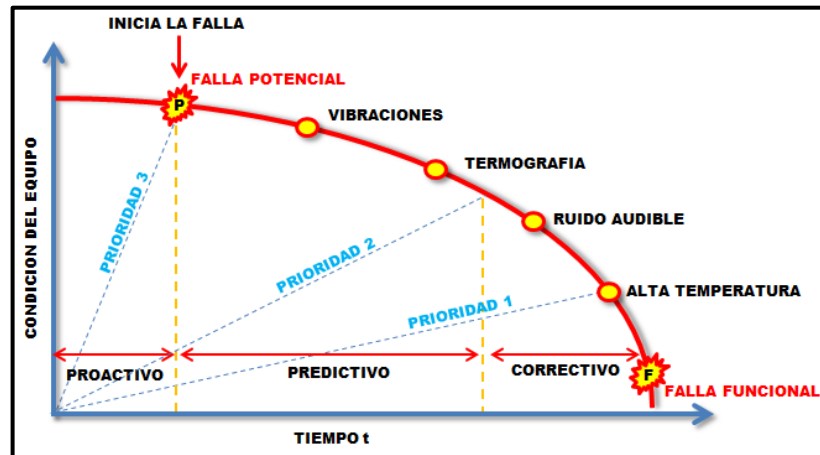 INICIA LA FALLA
FALLA POTENCIAL
P
VIBRACIONES
TERMOGRAFIA
RUIDO AUDIBLE
ALTA TEMPERATURA
CONDICION DEL EQUIPO
PRIORIDAD 3
PRIORIDAD 2
PRIORIDAD 1
PROACTIVO
PREDICTIVO
CORRECTIVO
F
FALLA FUNCIONAL
TIEMPO t